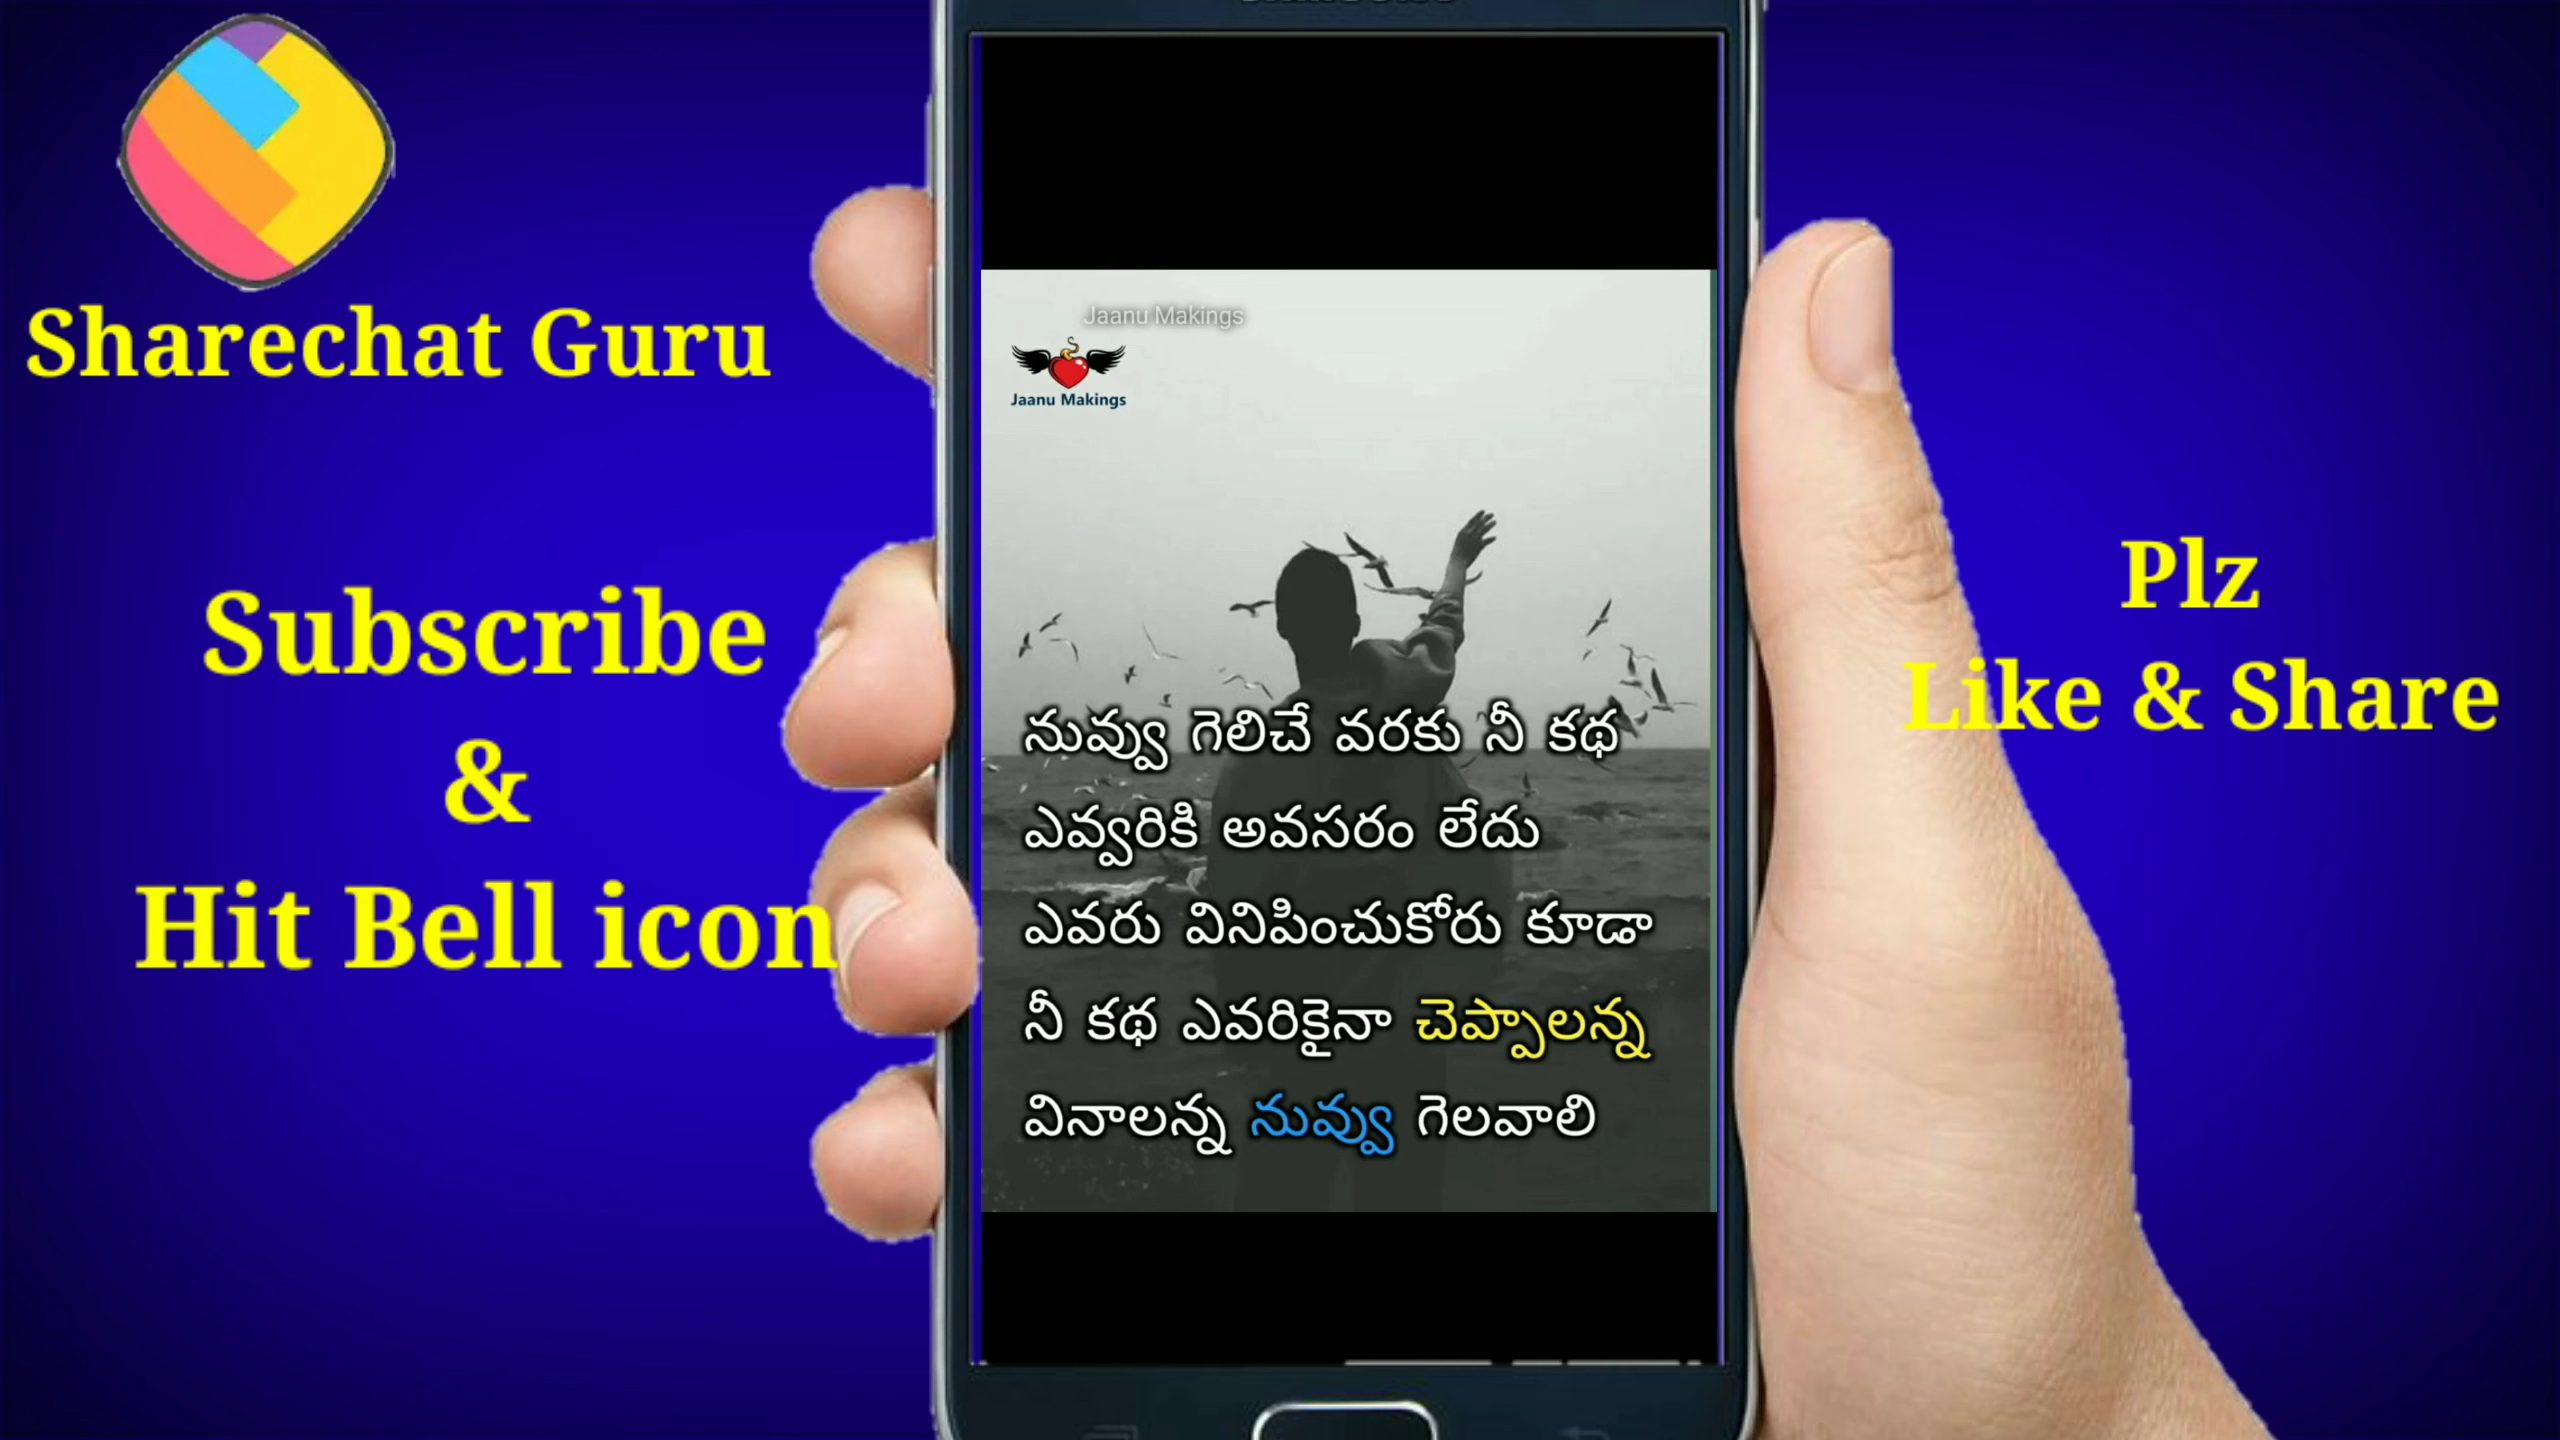 Sharechat Guru
Subscribe
&
Hit Bell icon
Jaanu Makings
Jaanu Makings
నువ్వు గెలిచే వరకు నీ కథ
ఎవ్వరికి అవసరం లేదు
ఎవరు వినిపించుకోరు కూడా
నీ కథ ఎవరికైనా చెప్పాలన్న
వినాలన్న నువ్వు గెలవాలి
Plz
Like & Share